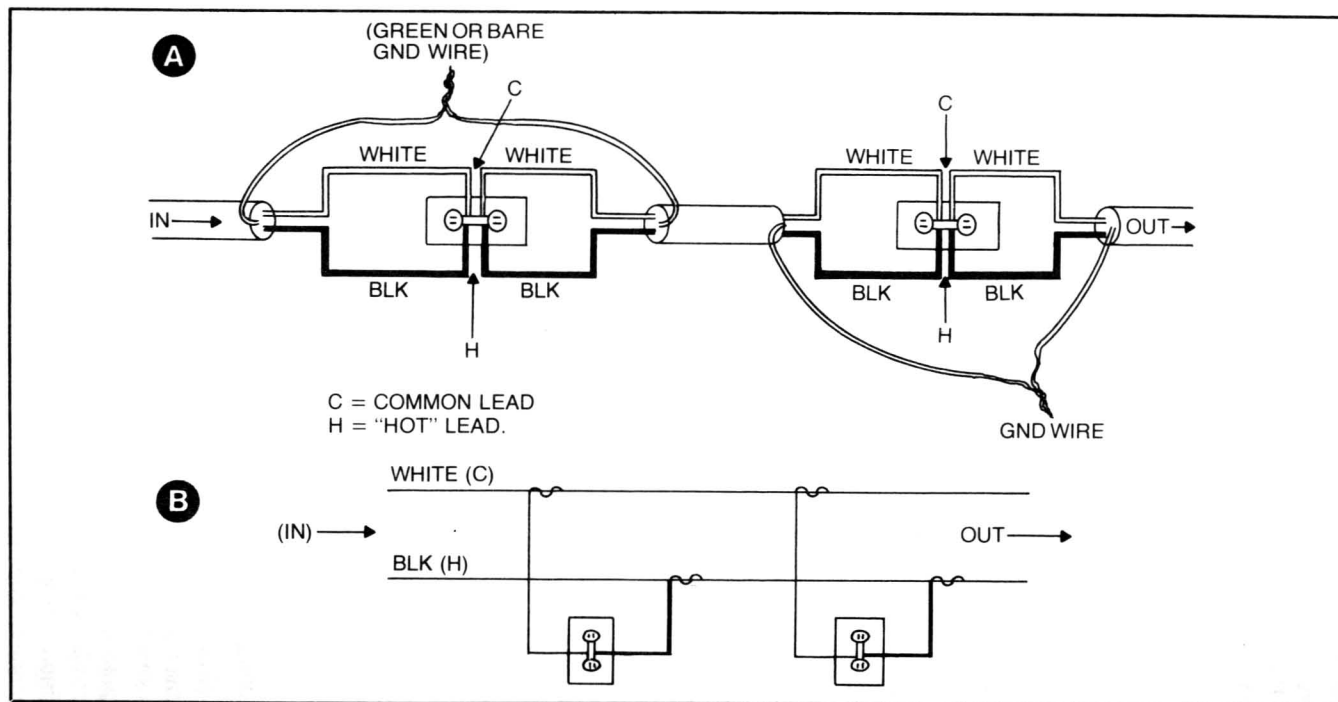 A
(GREEN OR BARE
GND WIRE)
C
C
WHITE
WHITE
WHITE
WHITE
IN
OUT
BLK
BLK
BLK
BLK
H
H
C = COMMON LEAD
H = "HOT" LEAD.
GND WIRE
B
WHITE (C)
(IN)
OUT
BLK (H)